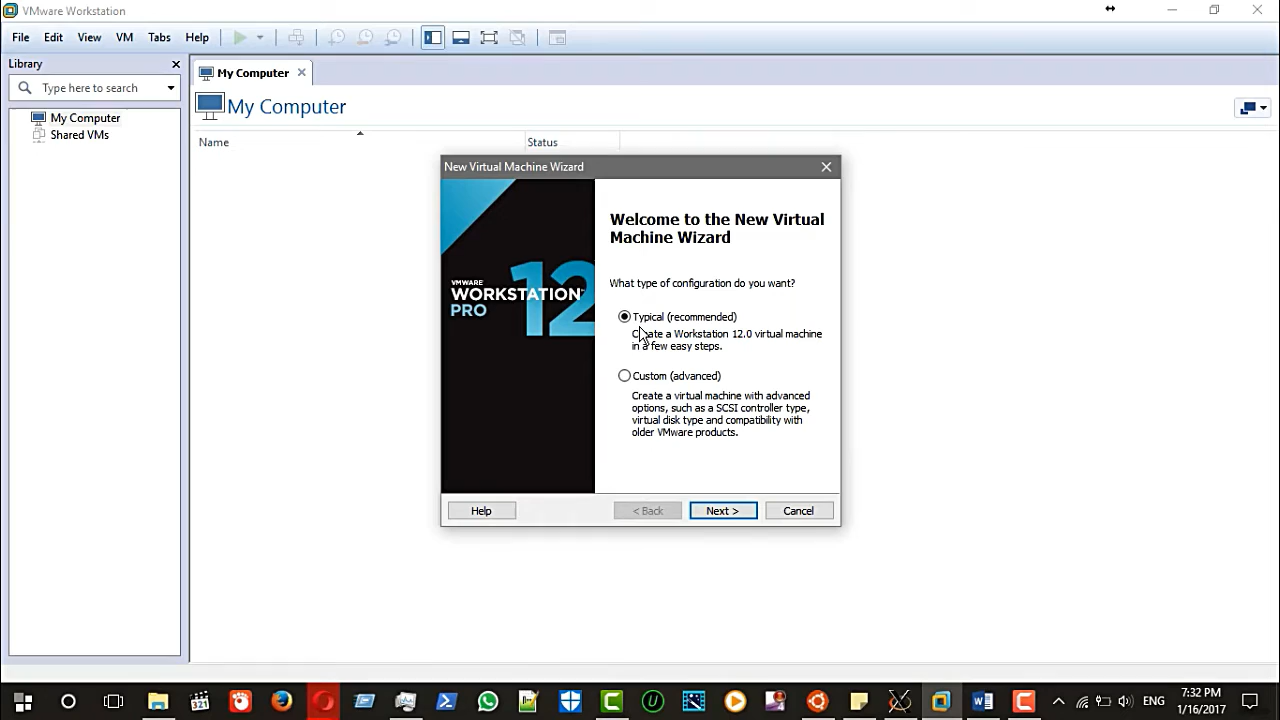 VMware Workstation
File Edit View VM Tabs Help
Library
Type here to search
My Computer
Shared VMs
My Computer
My Computer
Name Status
New Virtual Machine Wizard
VMWARE
WORKSTATION
PRO
12
Welcome to the New Virtual
Machine Wizard
What type of configuration do you want?
Typical (recommended)
Create a Workstation 12.0 virtual machine
in a few easy steps.
Custom (advanced)
Create a virtual machine with advanced
options, such as a SCSI controller type,
virtual disk type and compatibility with
older VMware products.
Help < Back Next > Cancel
321
ENG
7:32 PM
1/16/2017